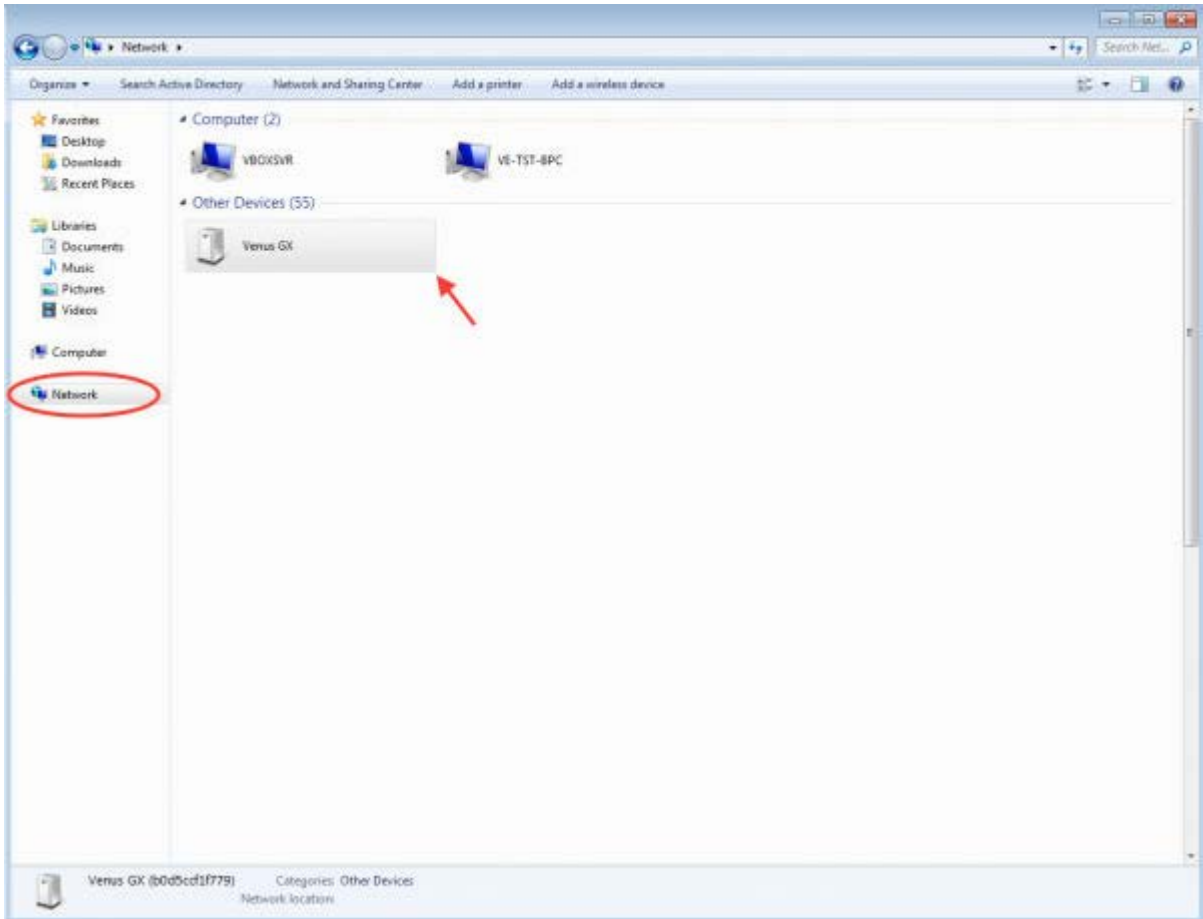 Network
Search Net...
Organize
Search Active Directory
Network and Sharing Center
Add a printer
Add a wireless device
Favorites
Desktop
Downloads
Recent Places
Libraries
Documents
Music
Pictures
Videos
Computer
Network
Computer (2)
VBOXSVR
VE-TST-8PC
Other Devices (55)
Venus GX
Venus GX (b0d5ccf1f779)
Categories: Other Devices
Network location: